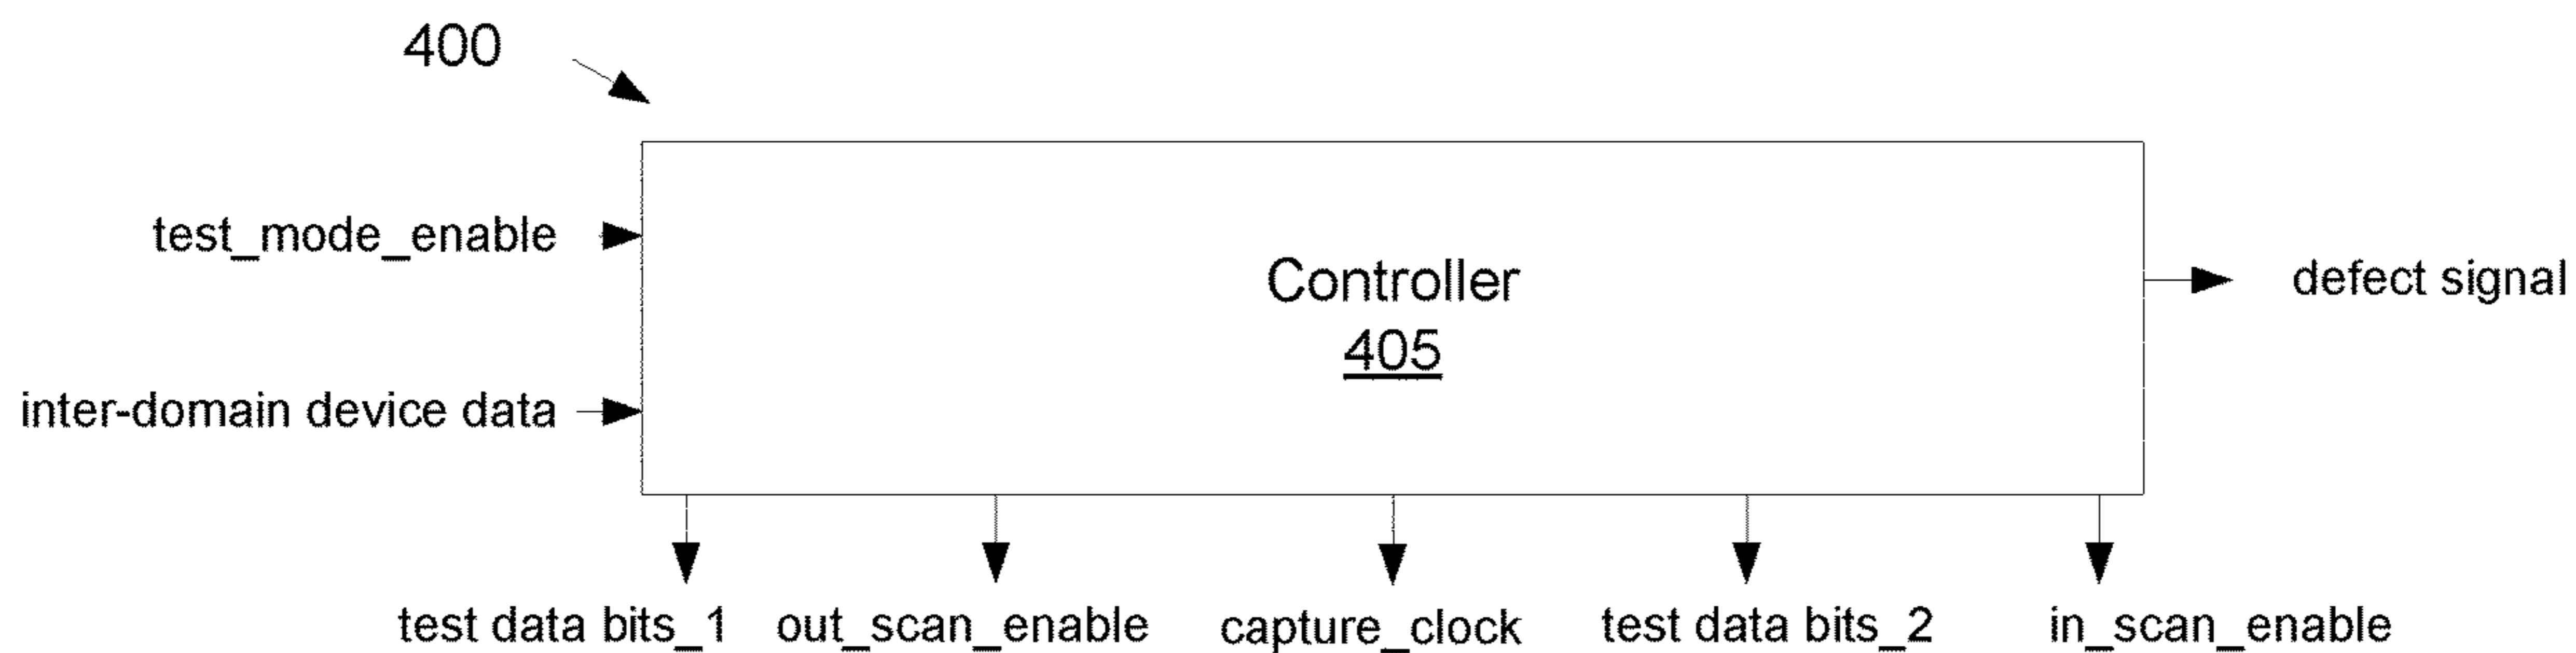 400
test_mode_enable
Controller
defect signal
405
inter-domain device data
test data bits_1
out_scan_enable
capture_clock
test data bits_2
in_scan_enable